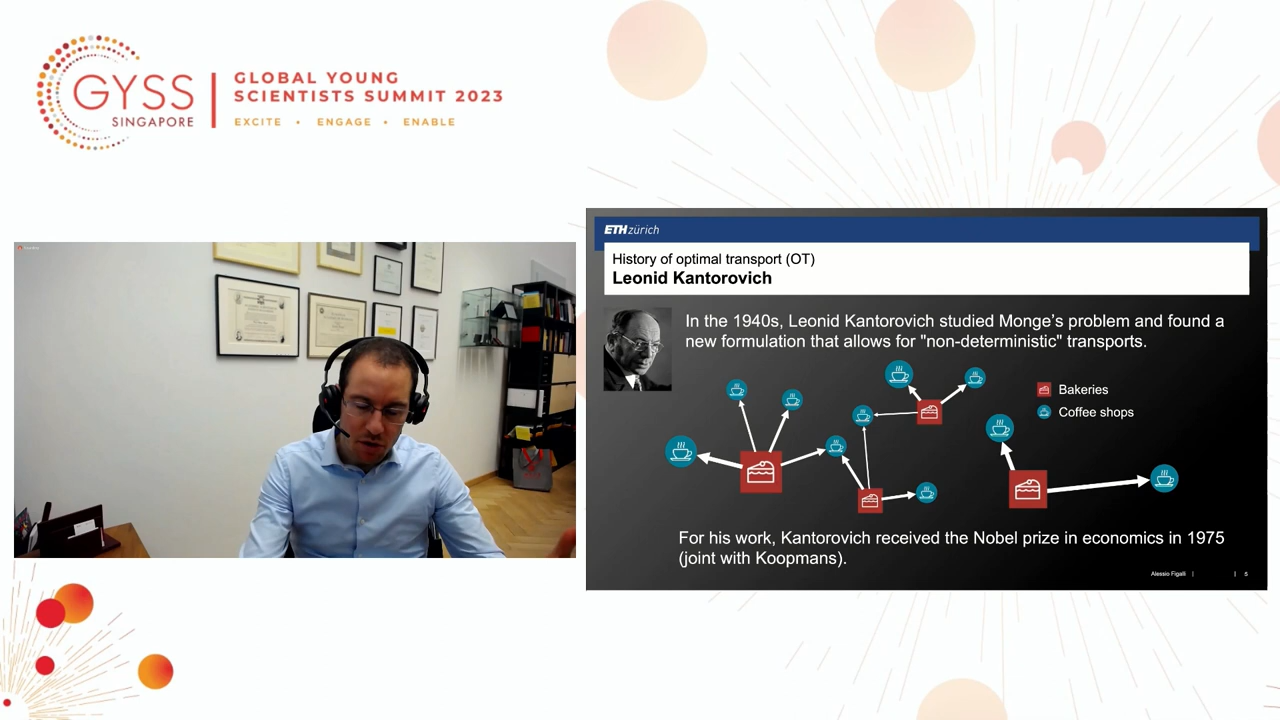 GYSS
SINGAPORE
GLOBAL YOUNG
SCIENTISTS SUMMIT 2023
EXCITE • ENGAGE • ENABLE
ETHzürich
History of optimal transport (OT)
Leonid Kantorovich
In the 1940s, Leonid Kantorovich studied Monge’s problem and found a
new formulation that allows for "non-deterministic" transports.
Bakeries
Coffee shops
For his work, Kantorovich received the Nobel prize in economics in 1975
(joint with Koopmans).
Alessio Figalli | | 5